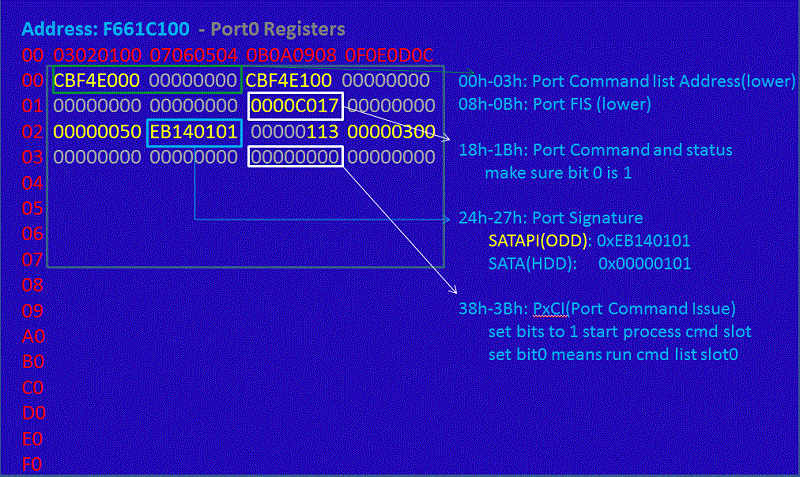 Address: F661C100 - Port0 Registers
00 03020100 07060504 0B0A0908 0F0E0D0C
00 CBF4E000 00000000 CBF4E100 00000000
01 00000000 00000000 0000C017 00000000
02 00000050 EB140101 00000113 00000300
03 00000000 00000000 00000000 00000000
04
05
06
07
08
09
A0
B0
C0
D0
E0
F0
00h-03h: Port Command list Address(lower)
08h-0Bh: Port FIS (lower)
18h-1Bh: Port Command and status
make sure bit 0 is 1
24h-27h: Port Signature
SATAPI(ODD): 0xEB140101
SATA(HDD): 0x00000101
38h-3Bh: PxCI(Port Command Issue)
set bits to 1 start process cmd slot
set bit0 means run cmd list slot0